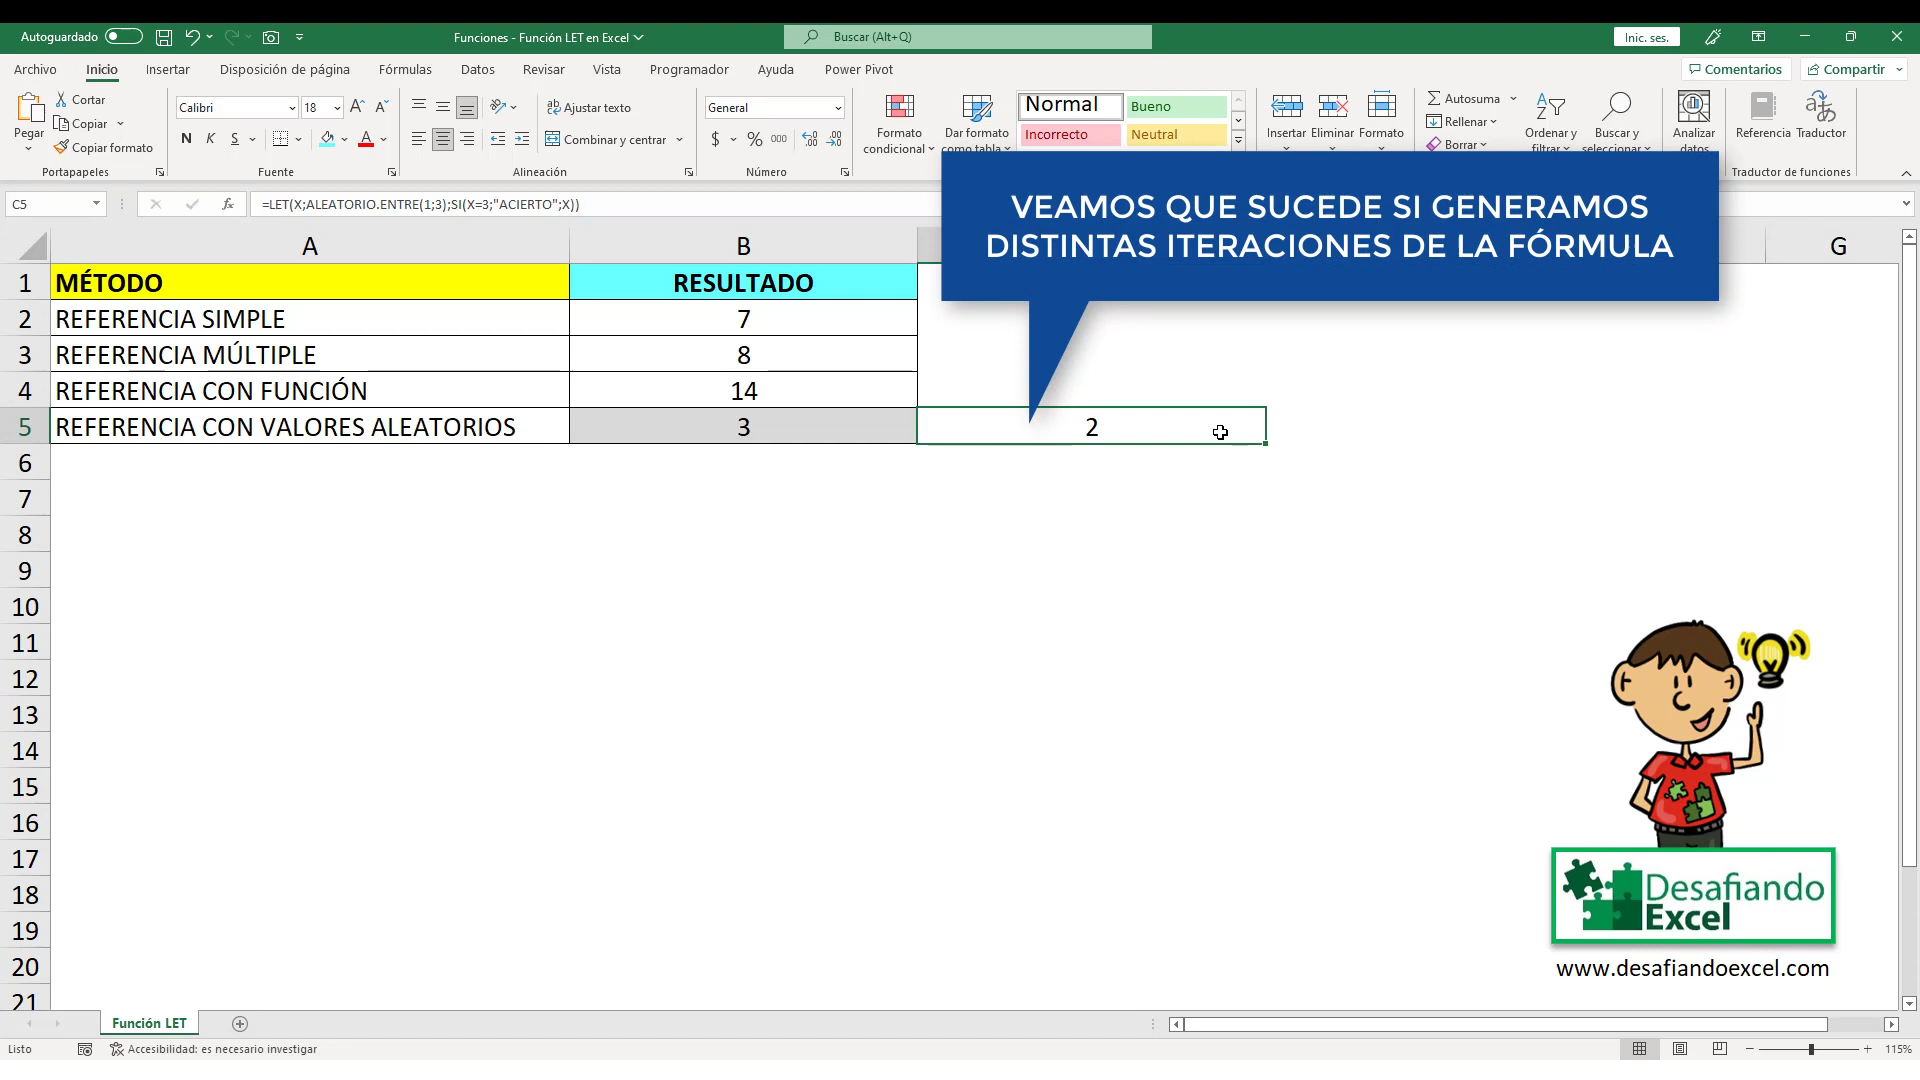 Autoguardado
Funciones - Función LET en Excel
Buscar (Alt+Q)
Inic. ses.
Archivo Inicio Insertar Disposición de página Fórmulas Datos Revisar Vista Programador Ayuda Power Pivot
Comentarios Compartir
Pegar
Cortar
Copiar
Copiar formato
Portapapeles
Calibri 18
N K S
Fuente
Ajustar texto
Combinar y centrar
Alineación
General
$ % 000
Número
Formato
condicional
Dar formato
como tabla
Normal Bueno
Incorrecto Neutral
Insertar Eliminar Formato
Autosuma
Rellenar
Borrar
Ordenar y
filtrar
Buscar y
seleccionar
Analizar
datos
Referencia Traductor
Traductor de funciones
C5
fx =LET(X;ALEATORIO.ENTRE(1;3);SI(X=3;"ACIERTO";X))
VEAMOS QUE SUCEDE SI GENERAMOS
DISTINTAS ITERACIONES DE LA FÓRMULA
A B G
1 MÉTODO RESULTADO
2 REFERENCIA SIMPLE 7
3 REFERENCIA MÚLTIPLE 8
4 REFERENCIA CON FUNCIÓN 14
5 REFERENCIA CON VALORES ALEATORIOS 3 2
6
7
8
9
10
11
12
13
14
15
16
17
18
19
20
21
Desafiando
Excel
www.desafiandoexcel.com
Función LET
Listo
Accesibilidad: es necesario investigar
115%